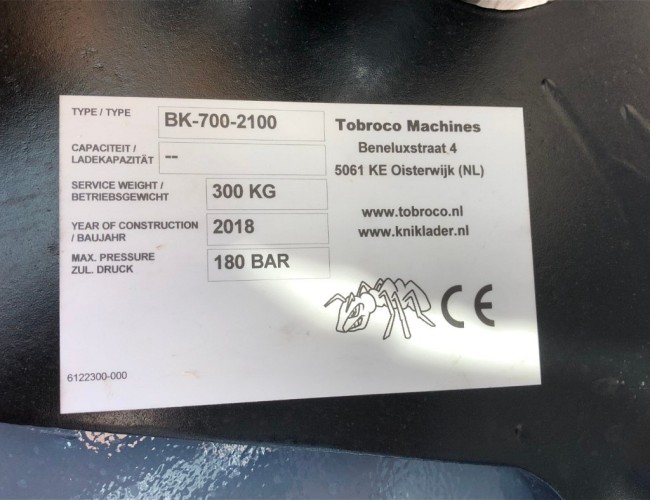 TYPE / TYPE
BK-700-2100
CAPACITEIT /
LADEKAPAZITÄT
--
SERVICE WEIGHT /
BETRIEBSGEWICHT
300 KG
YEAR OF CONSTRUCTION
/ BAUJAHR
2018
MAX. PRESSURE
ZUL. DRUCK
180 BAR
6122300-000
Tobroco Machines
Beneluxstraat 4
5061 KE Oisterwijk (NL)
www.tobroco.nl
www.kniklader.nl
CE